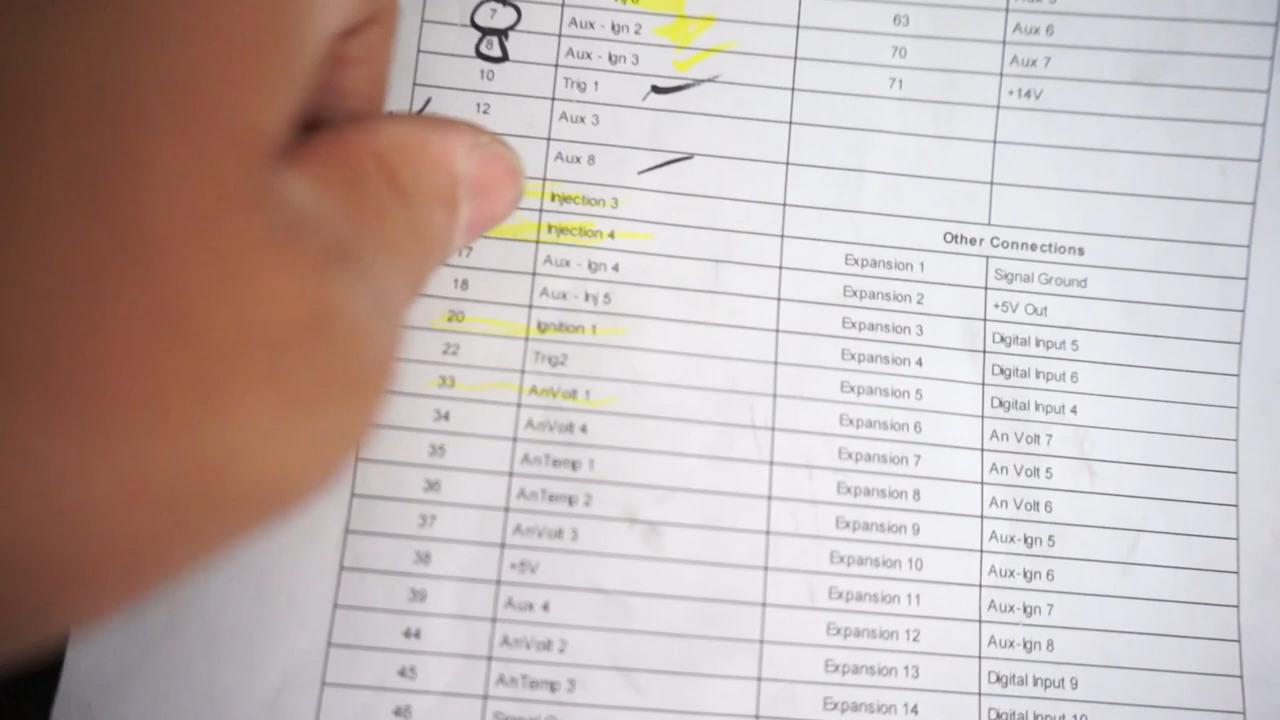 63 Aux 6
7 Aux - Ign 2 70 Aux 7
8 Aux - Ign 3 71 +14V
10 Trig 1
12 Aux 3
Aux 8
Injection 3 Other Connections
Injection 4 Expansion 1 Signal Ground
17 Aux - Ign 4 Expansion 2 +5V Out
18 Aux - Inj 5 Expansion 3 Digital Input 5
20 Ignition 1 Expansion 4 Digital Input 6
22 Trig2 Expansion 5 Digital Input 4
33 AnVolt 1 Expansion 6 An Volt 7
34 AnVolt 4 Expansion 7 An Volt 5
35 AnTemp 1 Expansion 8 An Volt 6
36 AnTemp 2 Expansion 9 Aux-Ign 5
37 AnVolt 3 Expansion 10 Aux-Ign 6
38 +5V Expansion 11 Aux-Ign 7
39 Aux 4 Expansion 12 Aux-Ign 8
44 AnVolt 2 Expansion 13 Digital Input 9
45 AnTemp 3 Expansion 14 Digital Input 10
46